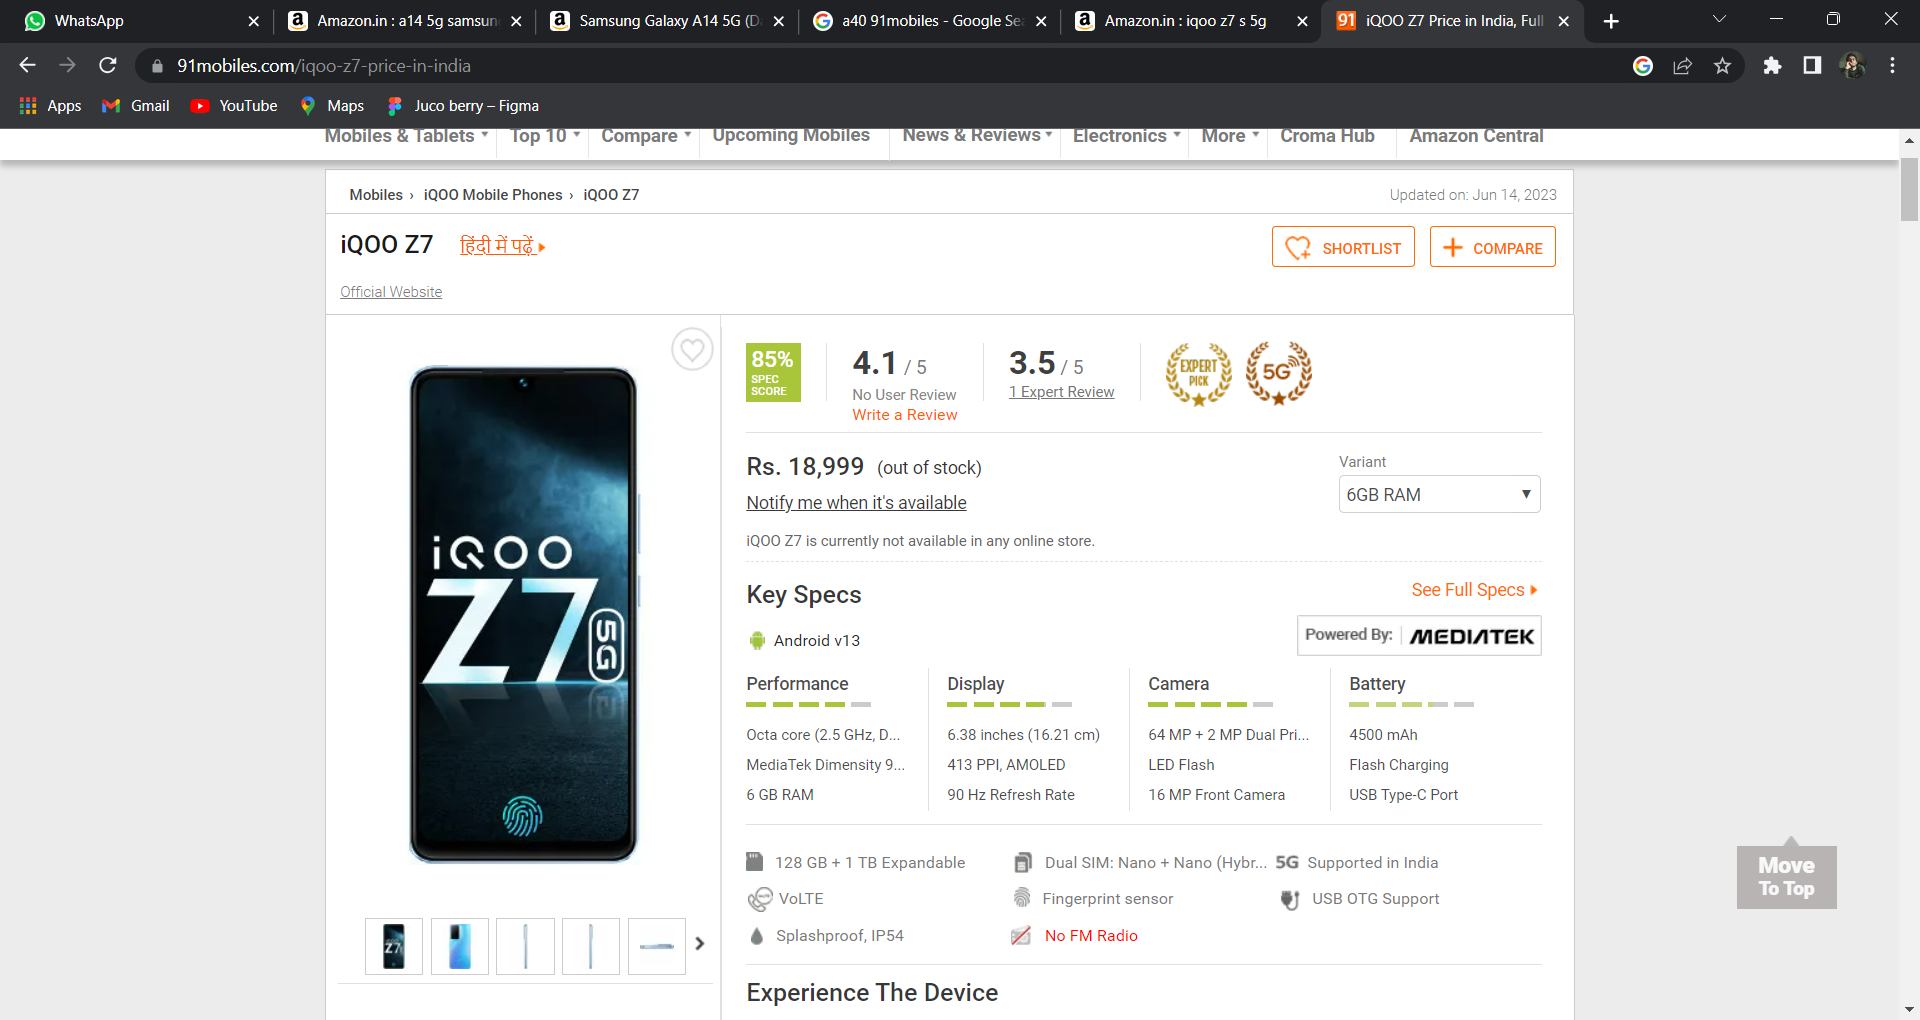 WhatsApp
Amazon.in : a14 5g samsun
Samsung Galaxy A14 5G (D
a40 91mobiles - Google Se
Amazon.in : iqoo z7 s 5g
91 iQOO Z7 Price in India, Full
91mobiles.com/iqoo-z7-price-in-india
Apps Gmail YouTube Maps Juco berry – Figma
Mobiles & Tablets Top 10 Compare Upcoming Mobiles News & Reviews Electronics More Croma Hub Amazon Central
Mobiles › iQOO Mobile Phones › iQOO Z7
Updated on: Jun 14, 2023
iQOO Z7 हिंदी में पढ़ें
SHORTLIST
COMPARE
Official Website
iQOO
Z7
5G
85%
SPEC
SCORE
4.1 / 5
No User Review
Write a Review
3.5 / 5
1 Expert Review
EXPERT
PICK
5G
Rs. 18,999 (out of stock)
Notify me when it's available
Variant
6GB RAM
iQOO Z7 is currently not available in any online store.
Key Specs
See Full Specs
Android v13
Powered By: MEDIATEK
Performance
Octa core (2.5 GHz, D...
MediaTek Dimensity 9...
6 GB RAM
Display
6.38 inches (16.21 cm)
413 PPI, AMOLED
90 Hz Refresh Rate
Camera
64 MP + 2 MP Dual Pri...
LED Flash
16 MP Front Camera
Battery
4500 mAh
Flash Charging
USB Type-C Port
128 GB + 1 TB Expandable
Dual SIM: Nano + Nano (Hybr...
5G Supported in India
VoLTE
Fingerprint sensor
USB OTG Support
Splashproof, IP54
No FM Radio
Move
To Top
Z7
Experience The Device